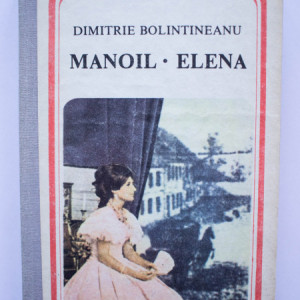 DIMITRIE BOLINTINEANU
MANOIL · ELENA